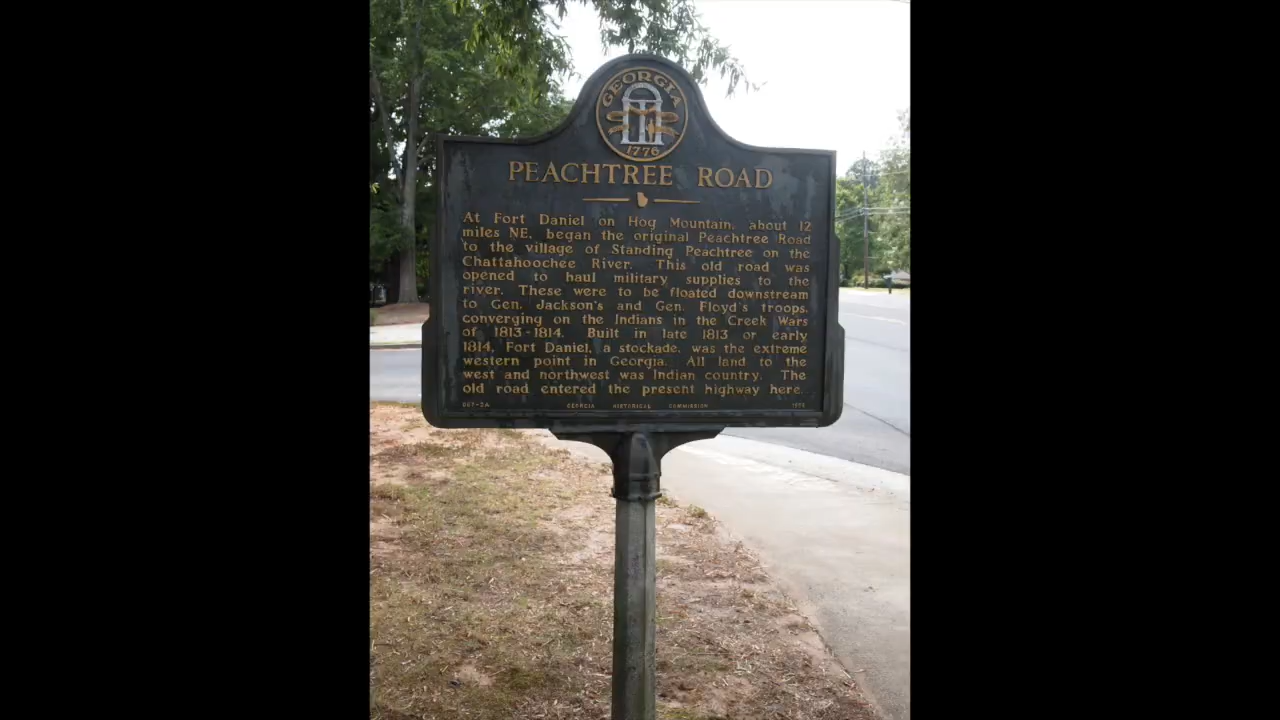 GEORGIA
1776
PEACHTREE ROAD
At Fort Daniel on Hog Mountain, about 12
miles NE, began the original Peachtree Road
to the village of Standing Peachtree on the
Chattahoochee River. This old road was
opened to haul military supplies to the
river. These were to be floated downstream
to Gen. Jackson's and Gen. Floyd's troops,
converging on the Indians in the Creek Wars
of 1813-1814. Built in late 1813 or early
1814, Fort Daniel, a stockade, was the extreme
western point in Georgia. All land to the
west and northwest was Indian country. The
old road entered the present highway here.
GEORGIA HISTORICAL COMMISSION